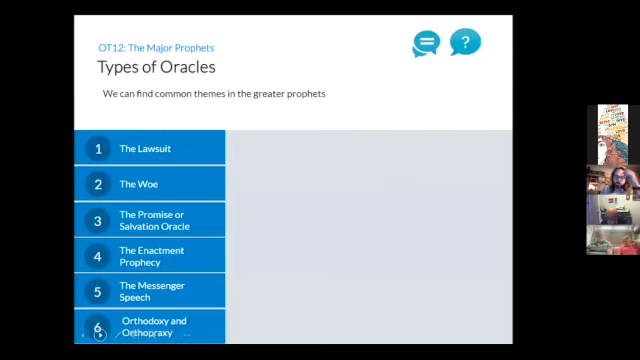 OT12: The Major Prophets
Types of Oracles
We can find common themes in the greater prophets
?
1 The Lawsuit
2 The Woe
3 The Promise or
Salvation Oracle
4 The Enactment
Prophecy
5 The Messenger
Speech
6 Orthodoxy and
Orthopraxy